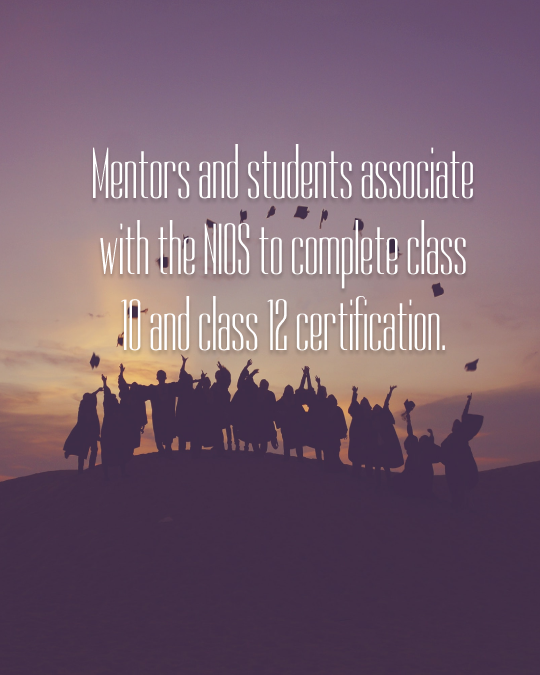 Mentors and students associate
with the NIOS to complete class
10 and class 12 certification.